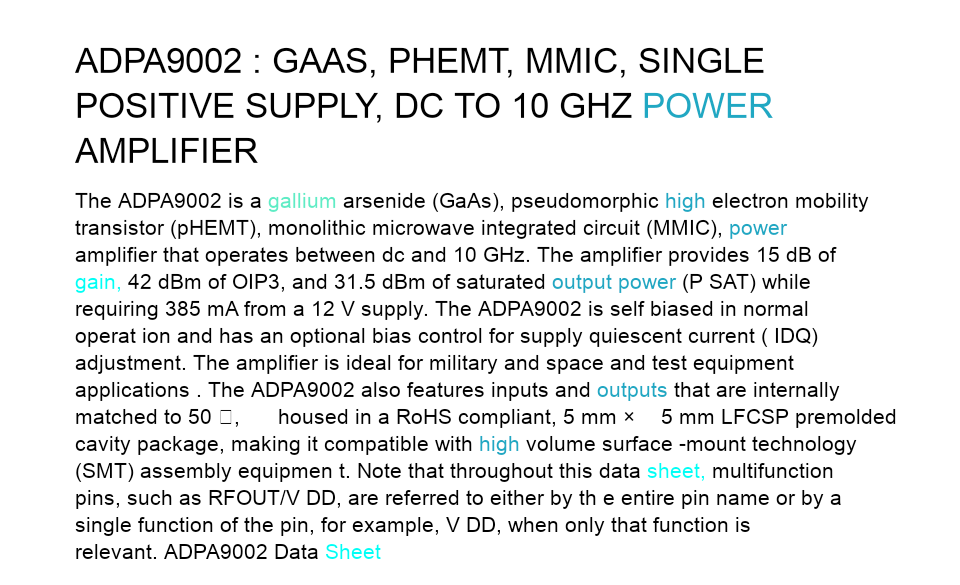 ADPA9002 : GAAS, PHEMT, MMIC, SINGLE
POSITIVE SUPPLY, DC TO 10 GHZ POWER
AMPLIFIER
The ADPA9002 is a gallium arsenide (GaAs), pseudomorphic high electron mobility
transistor (pHEMT), monolithic microwave integrated circuit (MMIC), power
amplifier that operates between dc and 10 GHz. The amplifier provides 15 dB of
gain, 42 dBm of OIP3, and 31.5 dBm of saturated output power (P SAT) while
requiring 385 mA from a 12 V supply. The ADPA9002 is self biased in normal
operat ion and has an optional bias control for supply quiescent current ( IDQ)
adjustment. The amplifier is ideal for military and space and test equipment
applications . The ADPA9002 also features inputs and outputs that are internally
matched to 50 □, housed in a RoHS compliant, 5 mm × 5 mm LFCSP premolded
cavity package, making it compatible with high volume surface -mount technology
(SMT) assembly equipmen t. Note that throughout this data sheet, multifunction
pins, such as RFOUT/V DD, are referred to either by th e entire pin name or by a
single function of the pin, for example, V DD, when only that function is
relevant. ADPA9002 Data Sheet